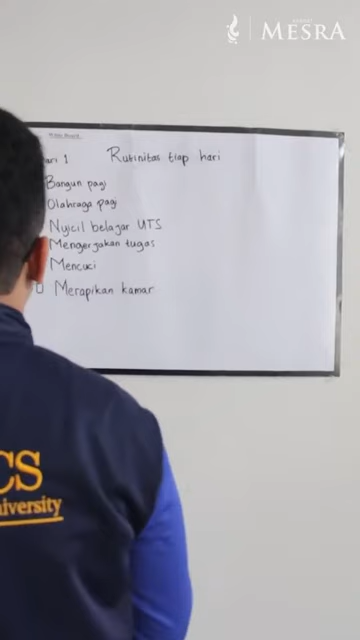 MESRA
ari 1
Rutinitas tiap hari
Bangun pagi
Olahraga pagi
Nyicil belajar UTS
Mengerjakan tugas
Mencuci
Merapikan kamar
CS
niversity